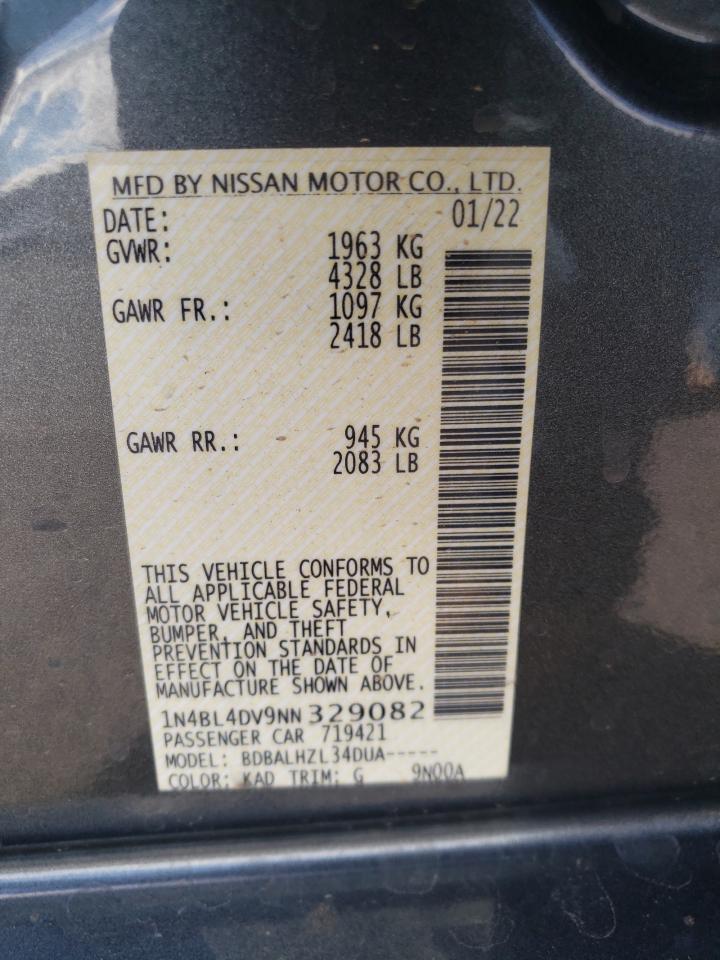 MFD BY NISSAN MOTOR CO., LTD.
DATE: 01/22
GVWR: 1963 KG
4328 LB
GAWR FR.: 1097 KG
2418 LB
GAWR RR.: 945 KG
2083 LB
THIS VEHICLE CONFORMS TO
ALL APPLICABLE FEDERAL
MOTOR VEHICLE SAFETY,
BUMPER, AND THEFT
PREVENTION STANDARDS IN
EFFECT ON THE DATE OF
MANUFACTURE SHOWN ABOVE.
1N4BL4DV9NN 329082
PASSENGER CAR 719421
MODEL: BDBALHZL34DUA-----
COLOR: KAD TRIM: G 9N00A